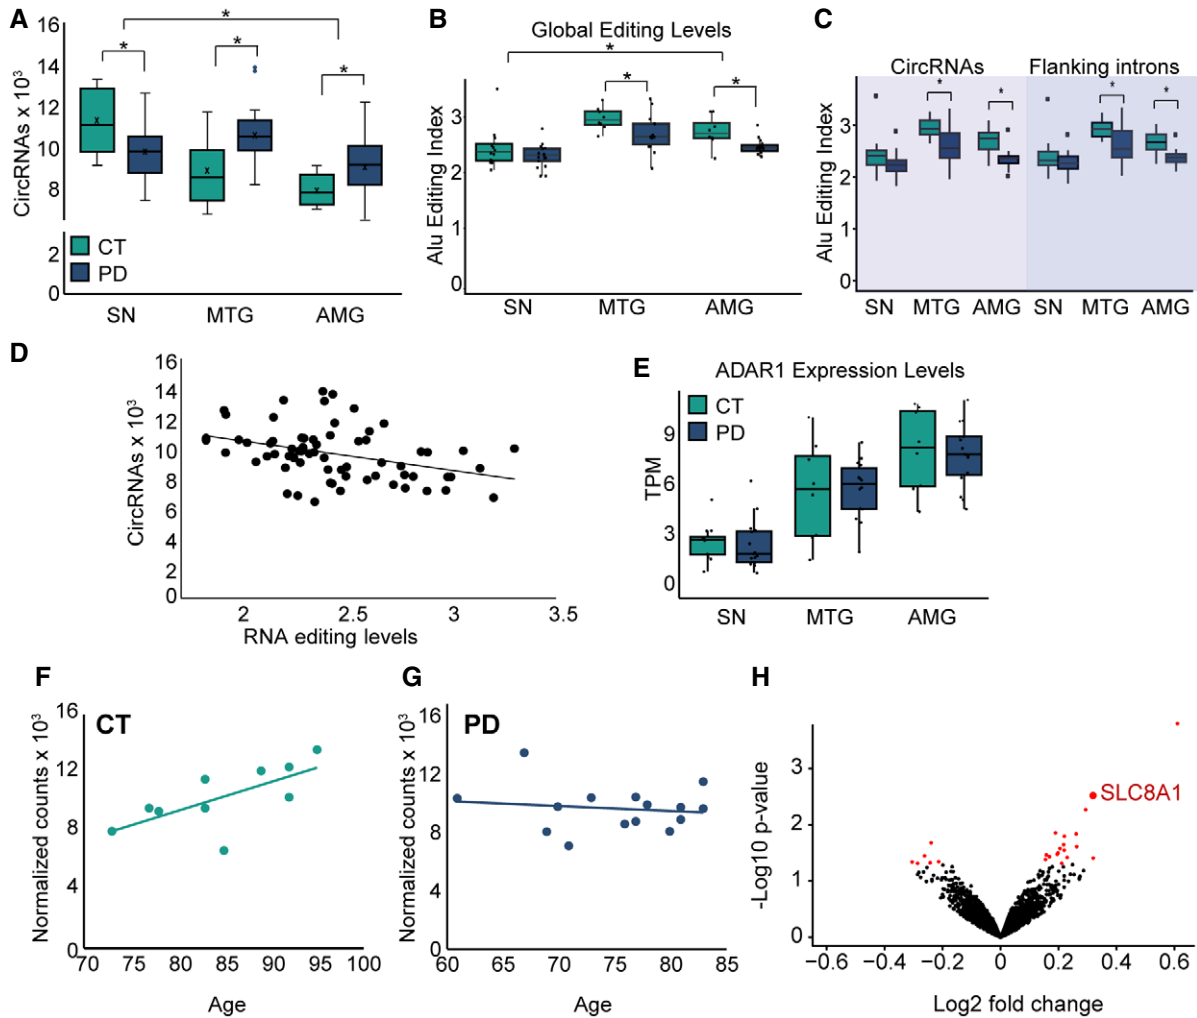 A
16
14
12
10
8
2
0
CircRNAs x 10³
*
*
*
*
x
x
x
x
x
x
CT
PD
SN
MTG
AMG
B
Global Editing Levels
*
*
*
3
2
1
0
Alu Editing Index
SN
MTG
AMG
C
CircRNAs
Flanking introns
*
*
*
*
3
2
1
0
Alu Editing Index
SN
MTG
AMG
SN
MTG
AMG
D
16
14
12
10
8
6
4
2
0
CircRNAs x 10³
2
2.5
3
3.5
RNA editing levels
E
ADAR1 Expression Levels
CT
PD
9
6
3
0
TPM
SN
MTG
AMG
F
CT
16
12
8
4
0
Normalized counts x 10³
70
75
80
85
90
95
100
Age
G
PD
16
12
8
4
0
Normalized counts x 10³
60
65
70
75
80
85
Age
H
3
2
1
0
-Log10 p-value
SLC8A1
−0.6
−0.4
−0.2
0
0.2
0.4
0.6
Log2 fold change